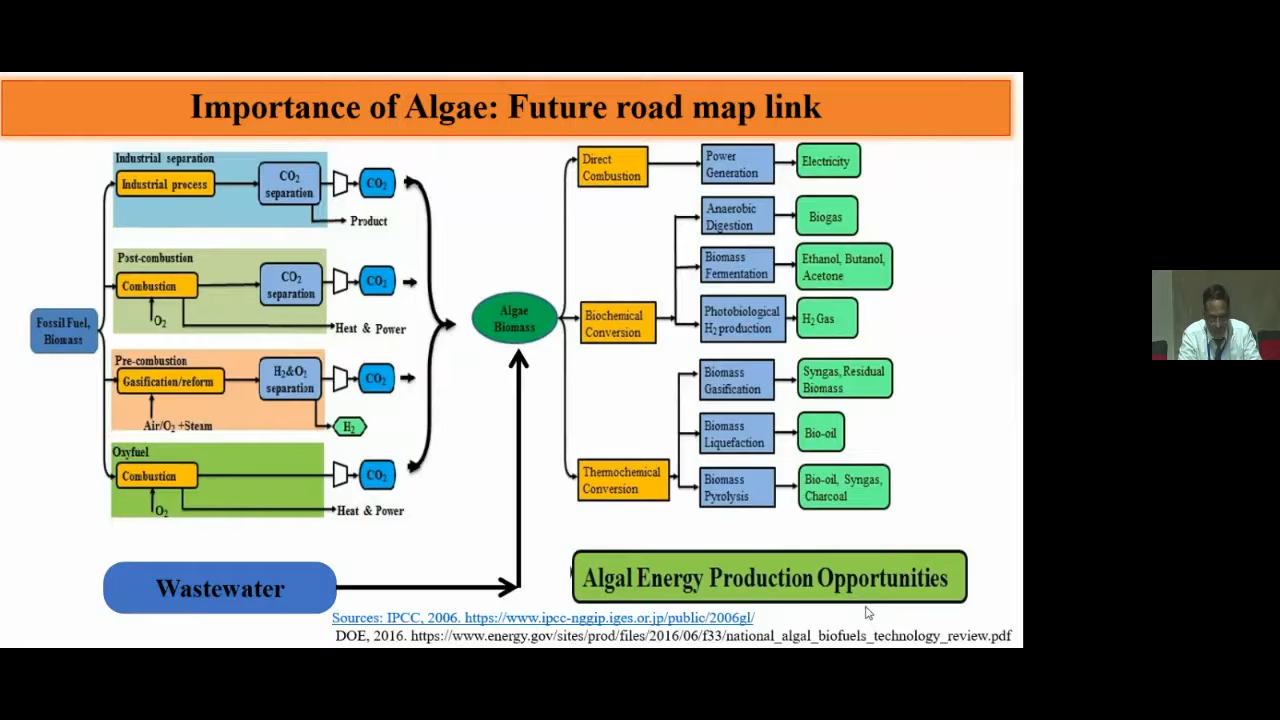 Importance of Algae: Future road map link
Industrial separation
Industrial process
CO2
separation
CO2
Product
Post-combustion
Combustion
CO2
separation
CO2
O2
Heat & Power
Fossil Fuel,
Biomass
Pre-combustion
Gasification/reform
H2&O2
separation
CO2
Air/O2 +Steam
H2
Oxyfuel
Combustion
CO2
O2
Heat & Power
Wastewater
Algae
Biomass
Direct
Combustion
Power
Generation
Electricity
Biochemical
Conversion
Anaerobic
Digestion
Biogas
Biomass
Fermentation
Ethanol, Butanol,
Acetone
Photobiological
H2 production
H2 Gas
Thermochemical
Conversion
Biomass
Gasification
Syngas, Residual
Biomass
Biomass
Liquefaction
Bio-oil
Biomass
Pyrolysis
Bio-oil, Syngas,
Charcoal
Algal Energy Production Opportunities
Sources: IPCC, 2006. https://www.ipcc-nggip.iges.or.jp/public/2006gl/
DOE, 2016. https://www.energy.gov/sites/prod/files/2016/06/f33/national_algal_biofuels_technology_review.pdf